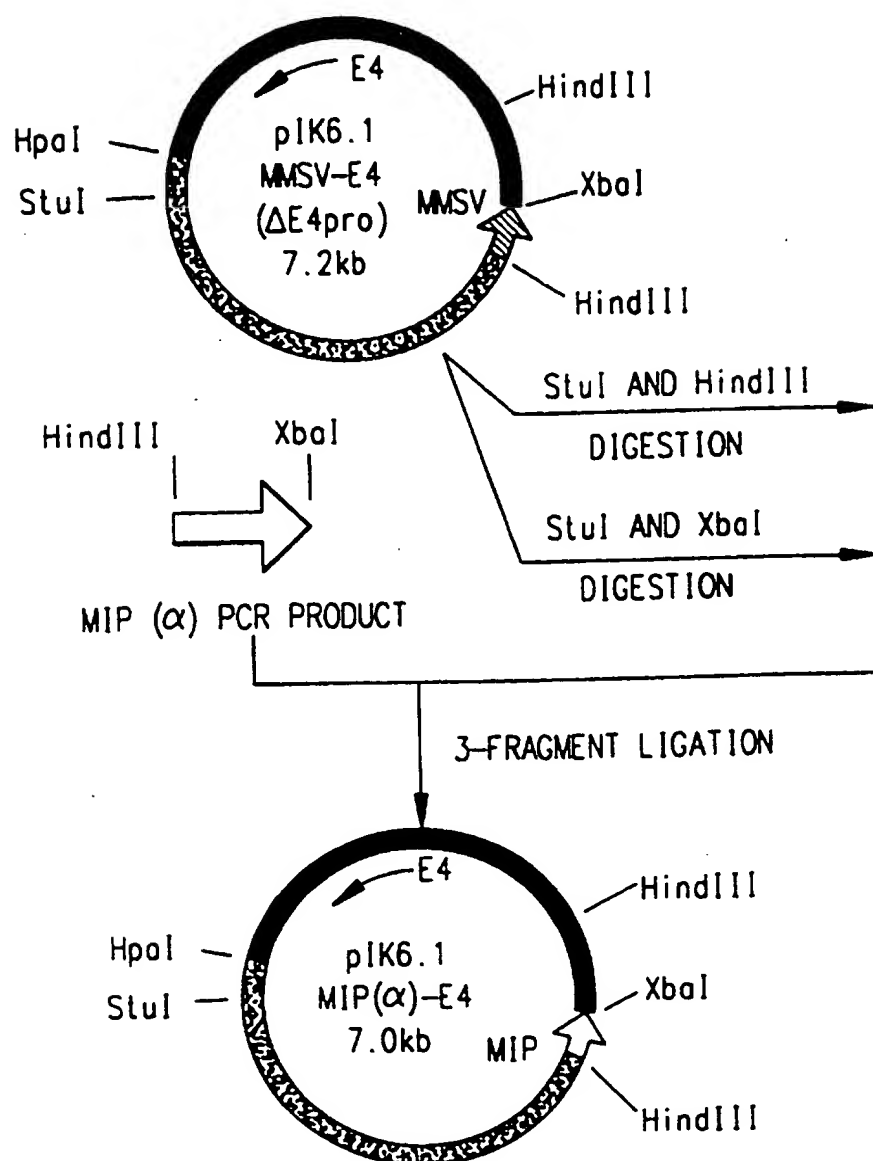 E4
HindIII
HpaI
pIK6.1
MMSV-E4
StuI
MMSV
XbaI
(ΔE4pro)
7.2kb
HindIII
StuI AND HindIII
DIGESTION
HindIII
XbaI
StuI AND XbaI
DIGESTION
MIP (α) PCR PRODUCT
3-FRAGMENT LIGATION
E4
HindIII
HpaI
pIK6.1
StuI
MIP(α)-E4
XbaI
7.0kb
MIP
HindIII